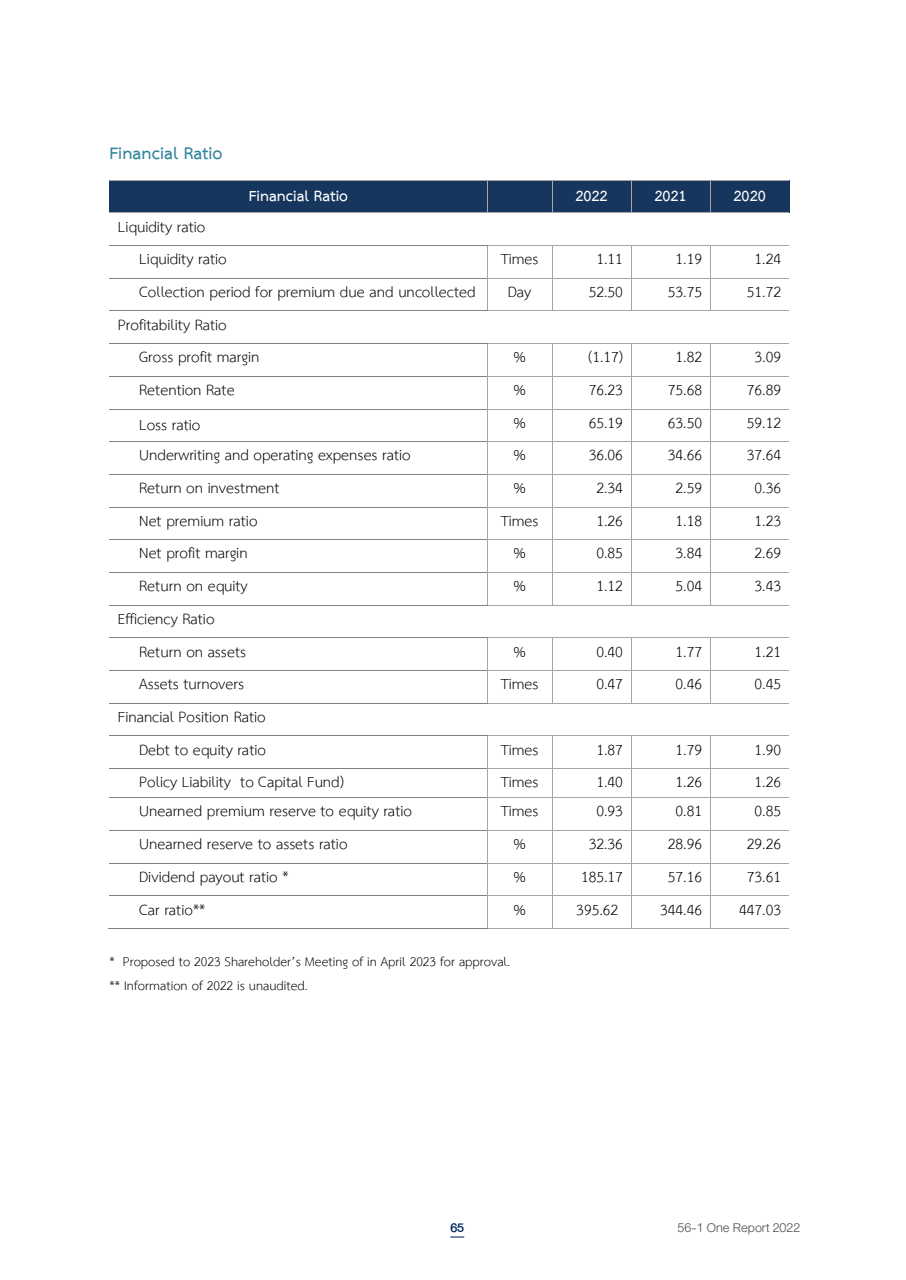 Financial Ratio
Financial Ratio 2022 2021 2020
Liquidity ratio
Liquidity ratio Times 1.11 1.19 1.24
Collection period for premium due and uncollected Day 52.50 53.75 51.72
Profitability Ratio
Gross profit margin % (1.17) 1.82 3.09
Retention Rate % 76.23 75.68 76.89
Loss ratio % 65.19 63.50 59.12
Underwriting and operating expenses ratio % 36.06 34.66 37.64
Return on investment % 2.34 2.59 0.36
Net premium ratio Times 1.26 1.18 1.23
Net profit margin % 0.85 3.84 2.69
Return on equity % 1.12 5.04 3.43
Efficiency Ratio
Return on assets % 0.40 1.77 1.21
Assets turnovers Times 0.47 0.46 0.45
Financial Position Ratio
Debt to equity ratio Times 1.87 1.79 1.90
Policy Liability to Capital Fund) Times 1.40 1.26 1.26
Unearned premium reserve to equity ratio Times 0.93 0.81 0.85
Unearned reserve to assets ratio % 32.36 28.96 29.26
Dividend payout ratio * % 185.17 57.16 73.61
Car ratio** % 395.62 344.46 447.03
* Proposed to 2023 Shareholder's Meeting of in April 2023 for approval.
** Information of 2022 is unaudited.
65 56-1 One Report 2022